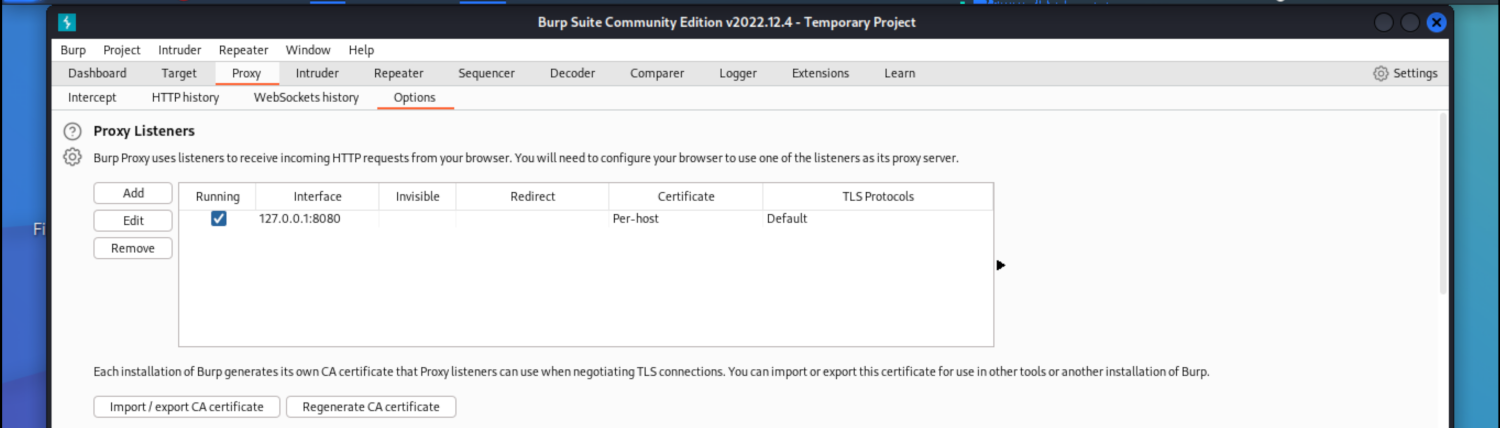 Burp Suite Community Edition v2022.12.4 - Temporary Project
Burp Project Intruder Repeater Window Help
Dashboard Target Proxy Intruder Repeater Sequencer Decoder Comparer Logger Extensions Learn Settings
Intercept HTTP history WebSockets history Options
? Proxy Listeners
Burp Proxy uses listeners to receive incoming HTTP requests from your browser. You will need to configure your browser to use one of the listeners as its proxy server.
Add
Edit
Remove
Running Interface Invisible Redirect Certificate TLS Protocols
127.0.0.1:8080 Per-host Default
Fi
Each installation of Burp generates its own CA certificate that Proxy listeners can use when negotiating TLS connections. You can import or export this certificate for use in other tools or another installation of Burp.
Import / export CA certificate Regenerate CA certificate